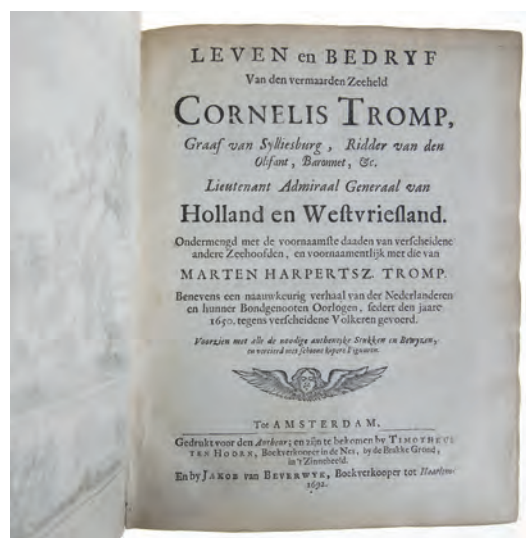 LEVEN en BEDRYF
Van den vermaarden Zeeheld
CORNELIS TROMP,
Graaf van Sylliesburg, Ridder van den
Olifant, Baronnet, &c.
Lieutenant Admiraal Generaal van
Holland en Weſtvrieſland.
Ondermengd met de voornaamſte daaden van verſcheidene
andere Zeehoofden, en voornaamentlijk met die van
MARTEN HARPERTSZ. TROMP.
Benevens een naauwkeurig verhaal van der Nederlanderen
en hunner Bondgenooten Oorlogen, ſedert den jaare
1650. tegens verſcheidene Volkeren gevoerd.
Voorzien met alle de noodige authentyke Stukken en Bewyzen,
en verciert met ſchoone kopere Figuuren.
Tot AMSTERDAM,
Gedrukt voor den Autheur; en zijn te bekomen by TIMOTHEUS
TEN HOORN, Boekverkooper in de Nes, by de Brakke Grond,
in 't Zinnebeeld.
En by JAKOB van BEVERWYK, Boekverkooper tot Haarlem.
1692.